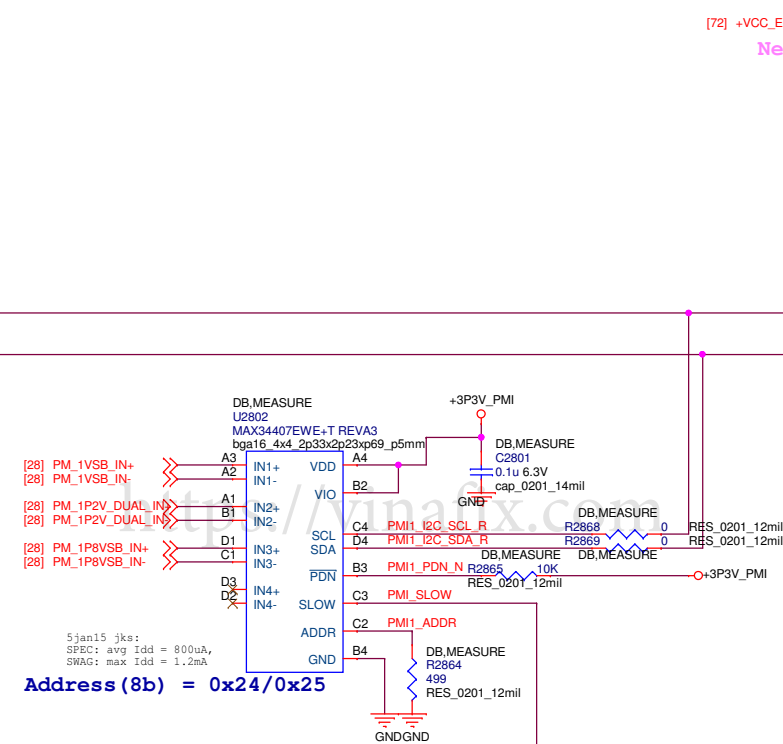 [72] +VCC_E
Ne
DB,MEASURE
U2802
MAX34407EWE+T REVA3
bga16_4x4_2p33x2p23xp69_p5mm
+3P3V_PMI
DB,MEASURE
C2801
0.1u 6.3V
cap_0201_14mil
GND
[28] PM_1VSB_IN+ A3 IN1+ VDD A4
[28] PM_1VSB_IN- A2 IN1-
VIO B2
[28] PM_1P2V_DUAL_IN+ A1 IN2+
[28] PM_1P2V_DUAL_IN- B1 IN2-
https://vinafix.com
DB,MEASURE
SCL C4 PMI1_I2C_SCL_R R2868 0 RES_0201_12mil
[28] PM_1P8VSB_IN+ D1 IN3+ SDA D4 PMI1_I2C_SDA_R R2869 0 RES_0201_12mil
[28] PM_1P8VSB_IN- C1 IN3-
DB,MEASURE DB,MEASURE
PDN B3 PMI1_PDN_N R2865 10K +3P3V_PMI
RES_0201_12mil
D3 IN4+
D2 IN4- SLOW C3 PMI_SLOW
ADDR C2 PMI1_ADDR
5jan15 jks:
SPEC: avg Idd = 800uA,
SWAG: max Idd = 1.2mA
GND B4
DB,MEASURE
R2864
499
RES_0201_12mil
Address(8b) = 0x24/0x25
GND GND